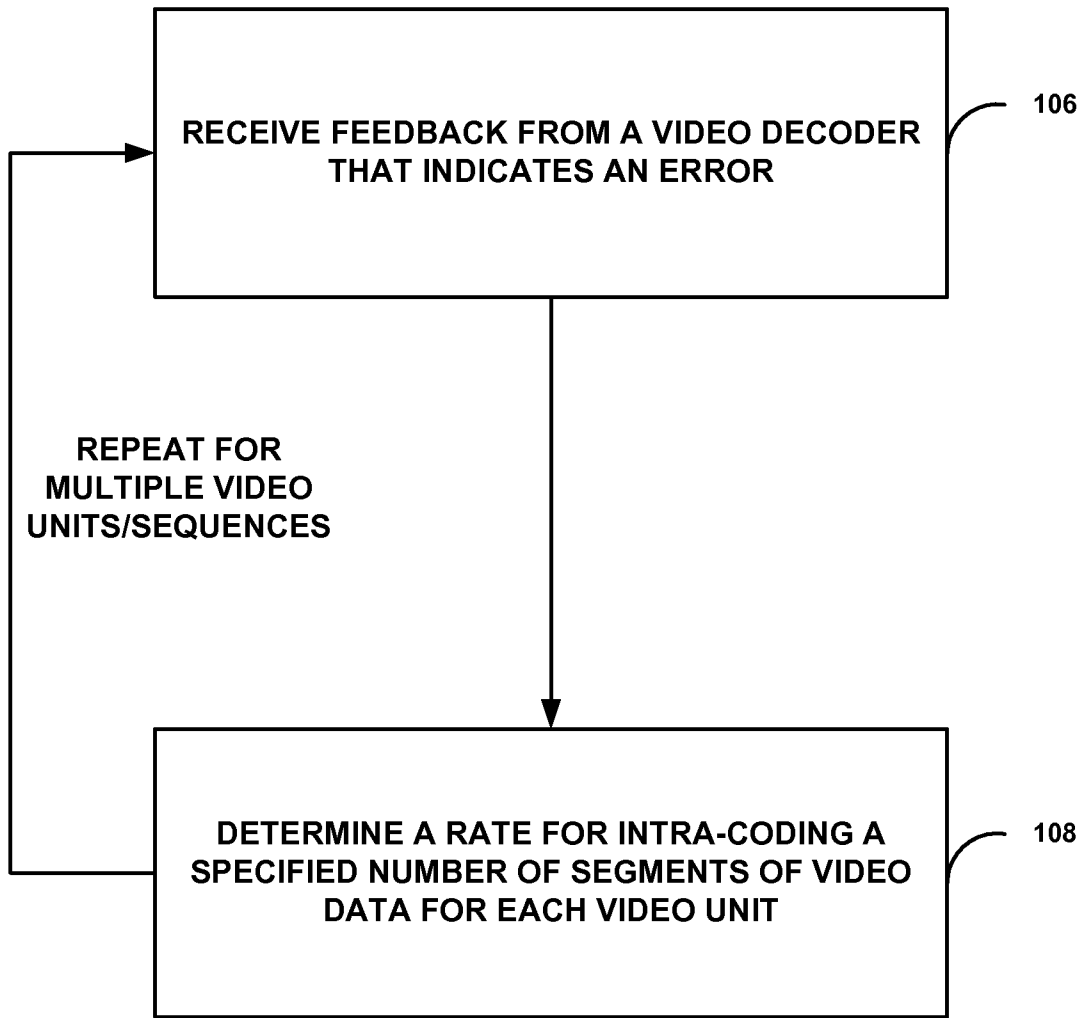 RECEIVE FEEDBACK FROM A VIDEO DECODER
THAT INDICATES AN ERROR
106
REPEAT FOR
MULTIPLE VIDEO
UNITS/SEQUENCES
DETERMINE A RATE FOR INTRA-CODING A
SPECIFIED NUMBER OF SEGMENTS OF VIDEO
DATA FOR EACH VIDEO UNIT
108